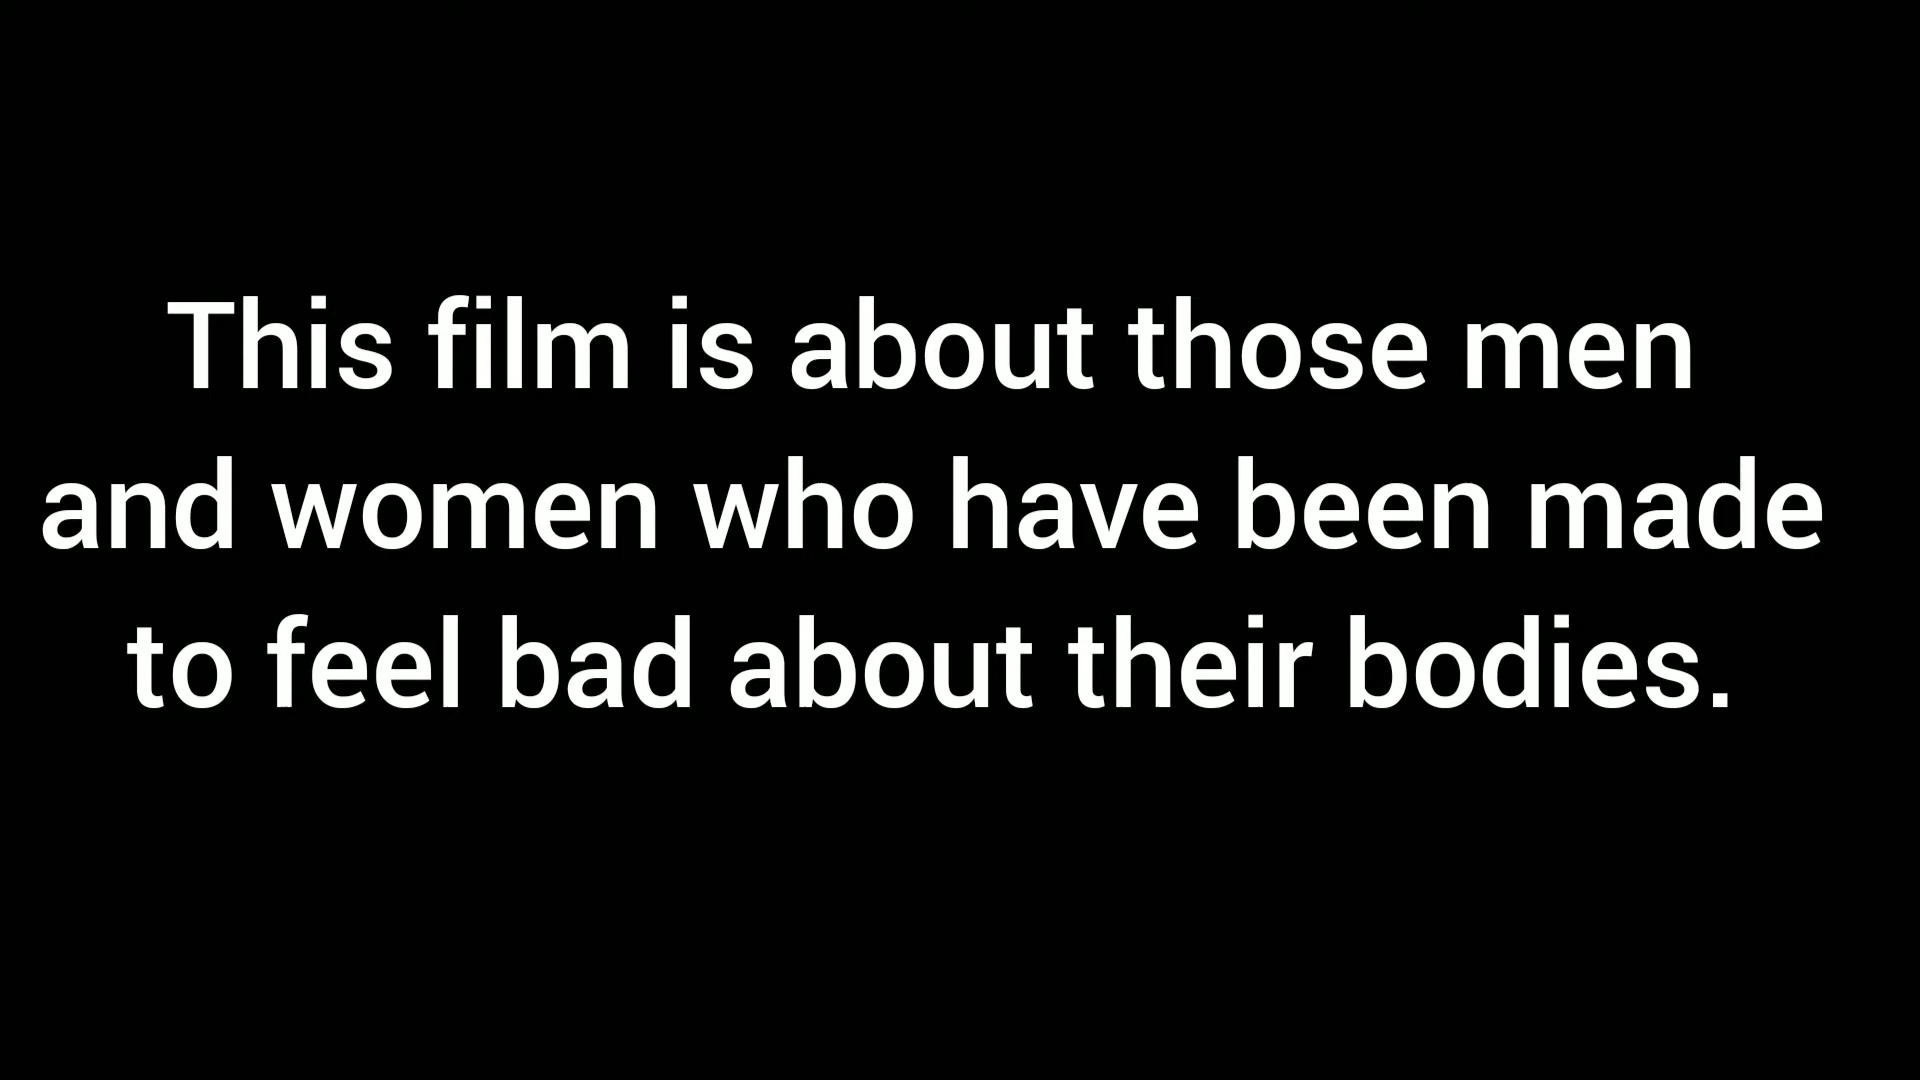 This film is about those men
and women who have been made
to feel bad about their bodies.